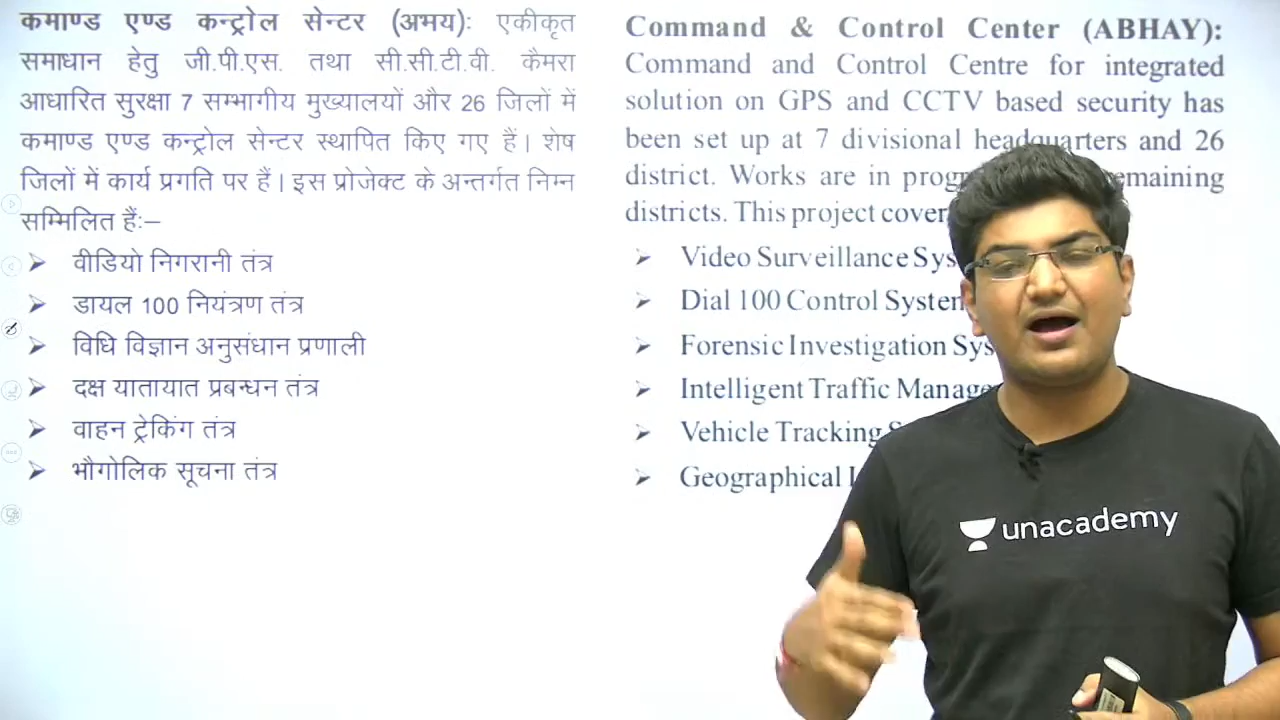 कमाण्ड एण्ड कन्ट्रोल सेन्टर (अभय): एकीकृत
समाधान हेतु जी.पी.एस. तथा सी.सी.टी.वी. कैमरा
आधारित सुरक्षा 7 सम्भागीय मुख्यालयों और 26 जिलों में
कमाण्ड एण्ड कन्ट्रोल सेन्टर स्थापित किए गए हैं। शेष
जिलों में कार्य प्रगति पर हैं। इस प्रोजेक्ट के अन्तर्गत निम्न
सम्मिलित हैं:–
वीडियो निगरानी तंत्र
डायल 100 नियंत्रण तंत्र
विधि विज्ञान अनुसंधान प्रणाली
दक्ष यातायात प्रबन्धन तंत्र
वाहन ट्रेकिंग तंत्र
भौगोलिक सूचना तंत्र
Command & Control Center (ABHAY):
Command and Control Centre for integrated
solution on GPS and CCTV based security has
been set up at 7 divisional headquarters and 26
district. Works are in remaining
districts. This project
Video Surveillance
Dial 100 Control
Forensic Investigation
Intelligent Traffic
Vehicle Tracking
Geographical
unacademy